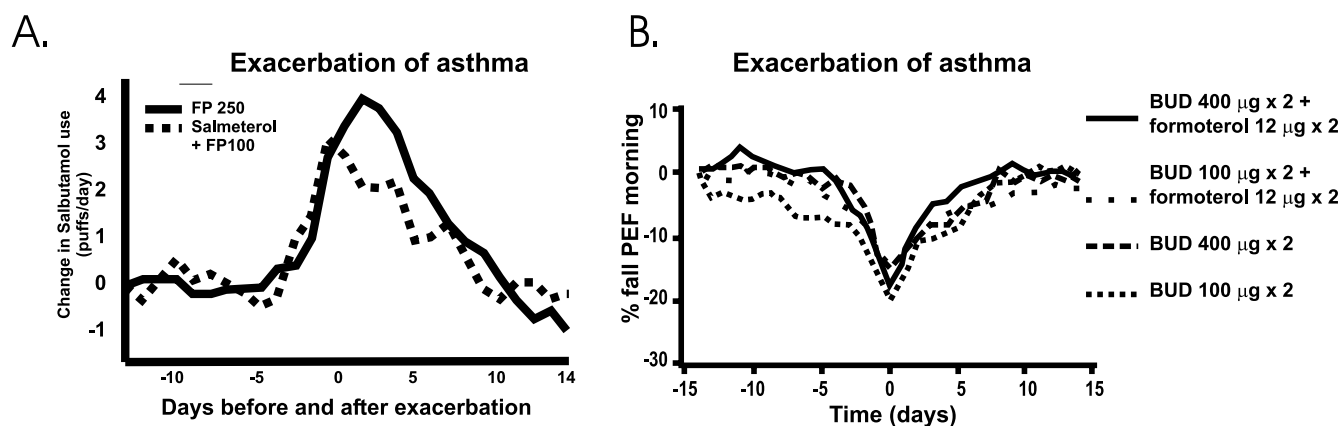 A.
Exacerbation of asthma
4
3
2
1
0
-1
Change in Salbutamol use
(puffs/day)
FP 250
Salmeterol
+ FP100
-10
-5
0
5
10
14
Days before and after exacerbation
B.
Exacerbation of asthma
10
0
-10
-20
-30
% fall PEF morning
-15
-10
-5
0
5
10
15
Time (days)
BUD 400 µg x 2 +
formoterol 12 µg x 2
BUD 100 µg x 2 +
formoterol 12 µg x 2
BUD 400 µg x 2
BUD 100 µg x 2